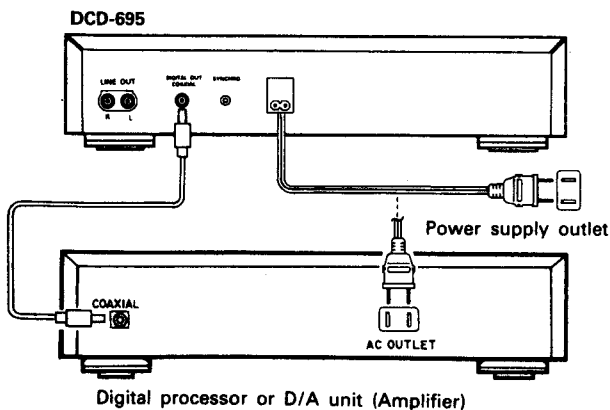 DCD-695
LINE OUT
R L
DIGITAL OUT
COAXIAL
SYNCHRO
Power supply outlet
COAXIAL
AC OUTLET
Digital processor or D/A unit (Amplifier)